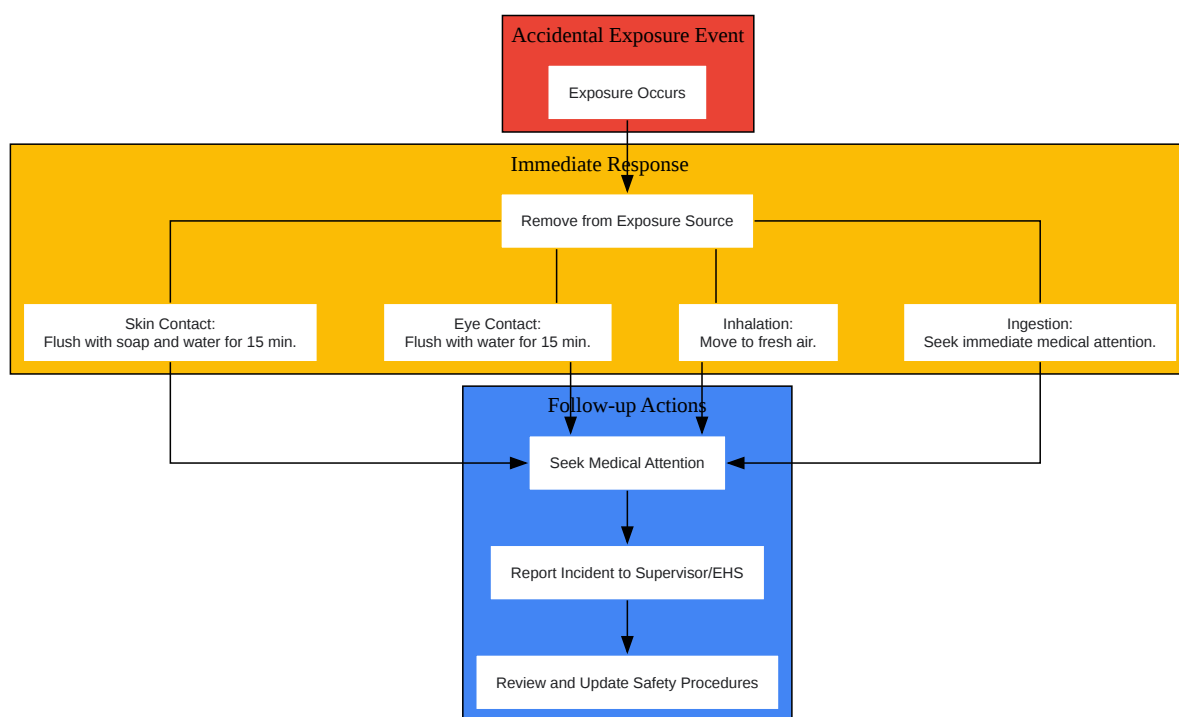 Accidental Exposure Event
Exposure Occurs
Immediate Response
Remove from Exposure Source
Skin Contact:
Flush with soap and water for 15 min.
Eye Contact:
Flush with water for 15 min.
Inhalation:
Move to fresh air.
Ingestion:
Seek immediate medical attention.
Follow-up Actions
Seek Medical Attention
Report Incident to Supervisor/EHS
Review and Update Safety Procedures